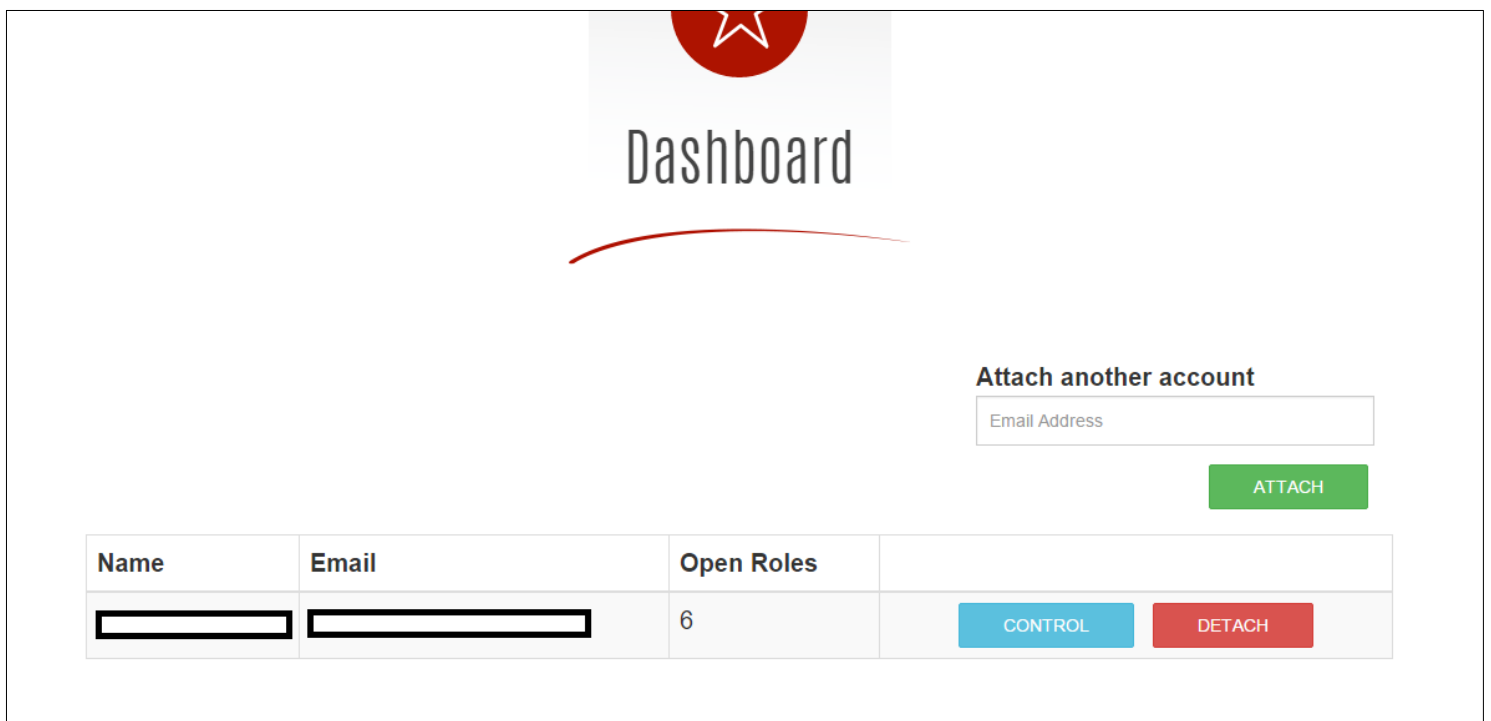 Dashboard
Attach another account
Email Address
ATTACH
Name Email Open Roles
6 CONTROL DETACH